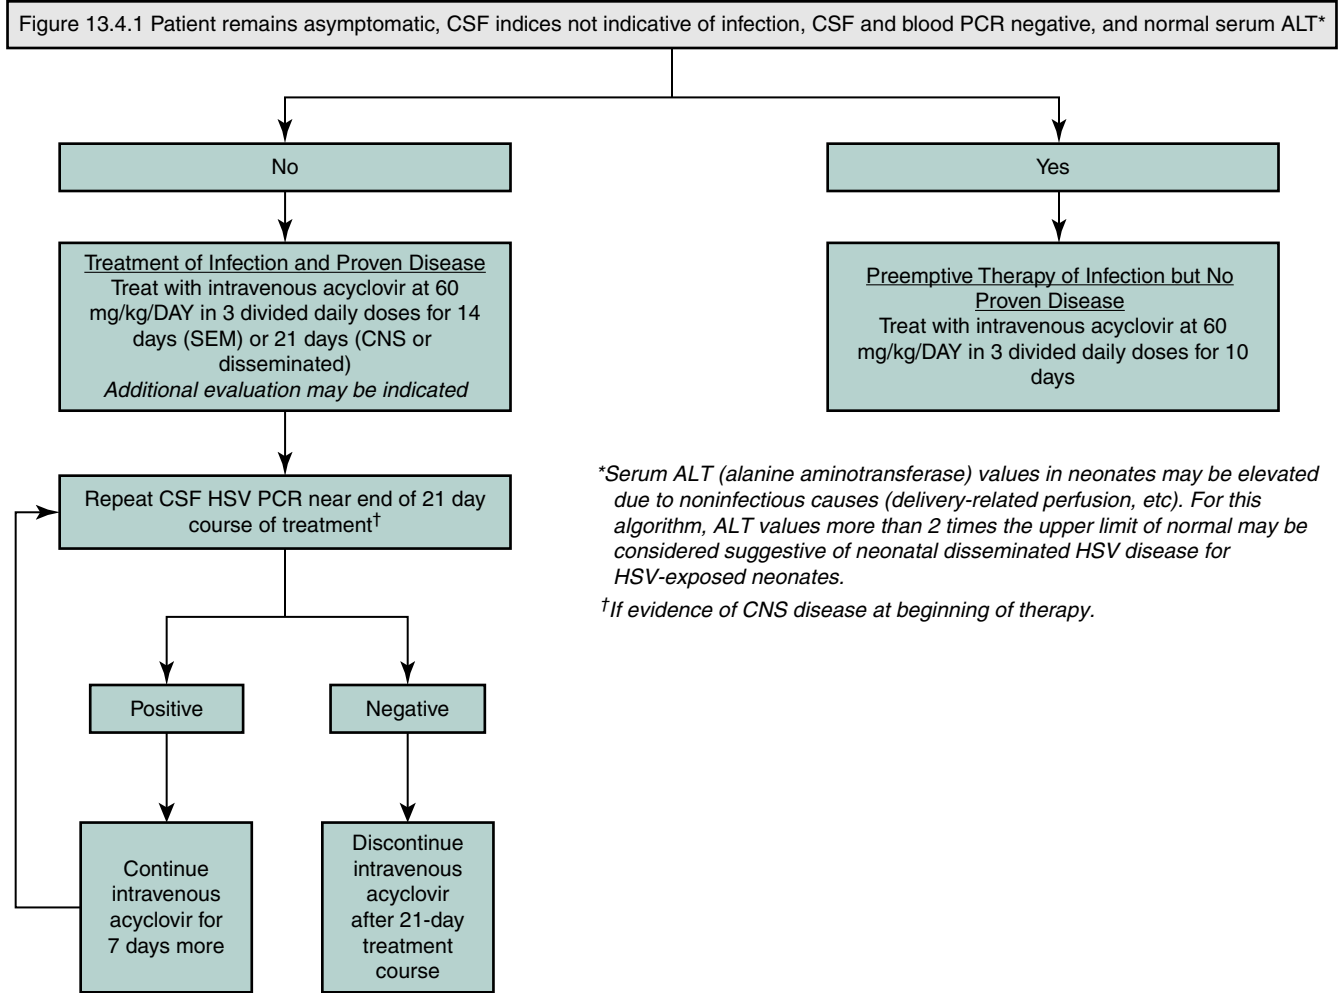 Figure 13.4.1 Patient remains asymptomatic, CSF indices not indicative of infection, CSF and blood PCR negative, and normal serum ALT*
No
Yes
Treatment of Infection and Proven Disease
Treat with intravenous acyclovir at 60
mg/kg/DAY in 3 divided daily doses for 14
days (SEM) or 21 days (CNS or
disseminated)
Additional evaluation may be indicated
Preemptive Therapy of Infection but No
Proven Disease
Treat with intravenous acyclovir at 60
mg/kg/DAY in 3 divided daily doses for 10
days
Repeat CSF HSV PCR near end of 21 day
course of treatment†
*Serum ALT (alanine aminotransferase) values in neonates may be elevated
due to noninfectious causes (delivery-related perfusion, etc). For this
algorithm, ALT values more than 2 times the upper limit of normal may be
considered suggestive of neonatal disseminated HSV disease for
HSV-exposed neonates.
†If evidence of CNS disease at beginning of therapy.
Positive
Negative
Continue
intravenous
acyclovir for
7 days more
Discontinue
intravenous
acyclovir
after 21-day
treatment
course